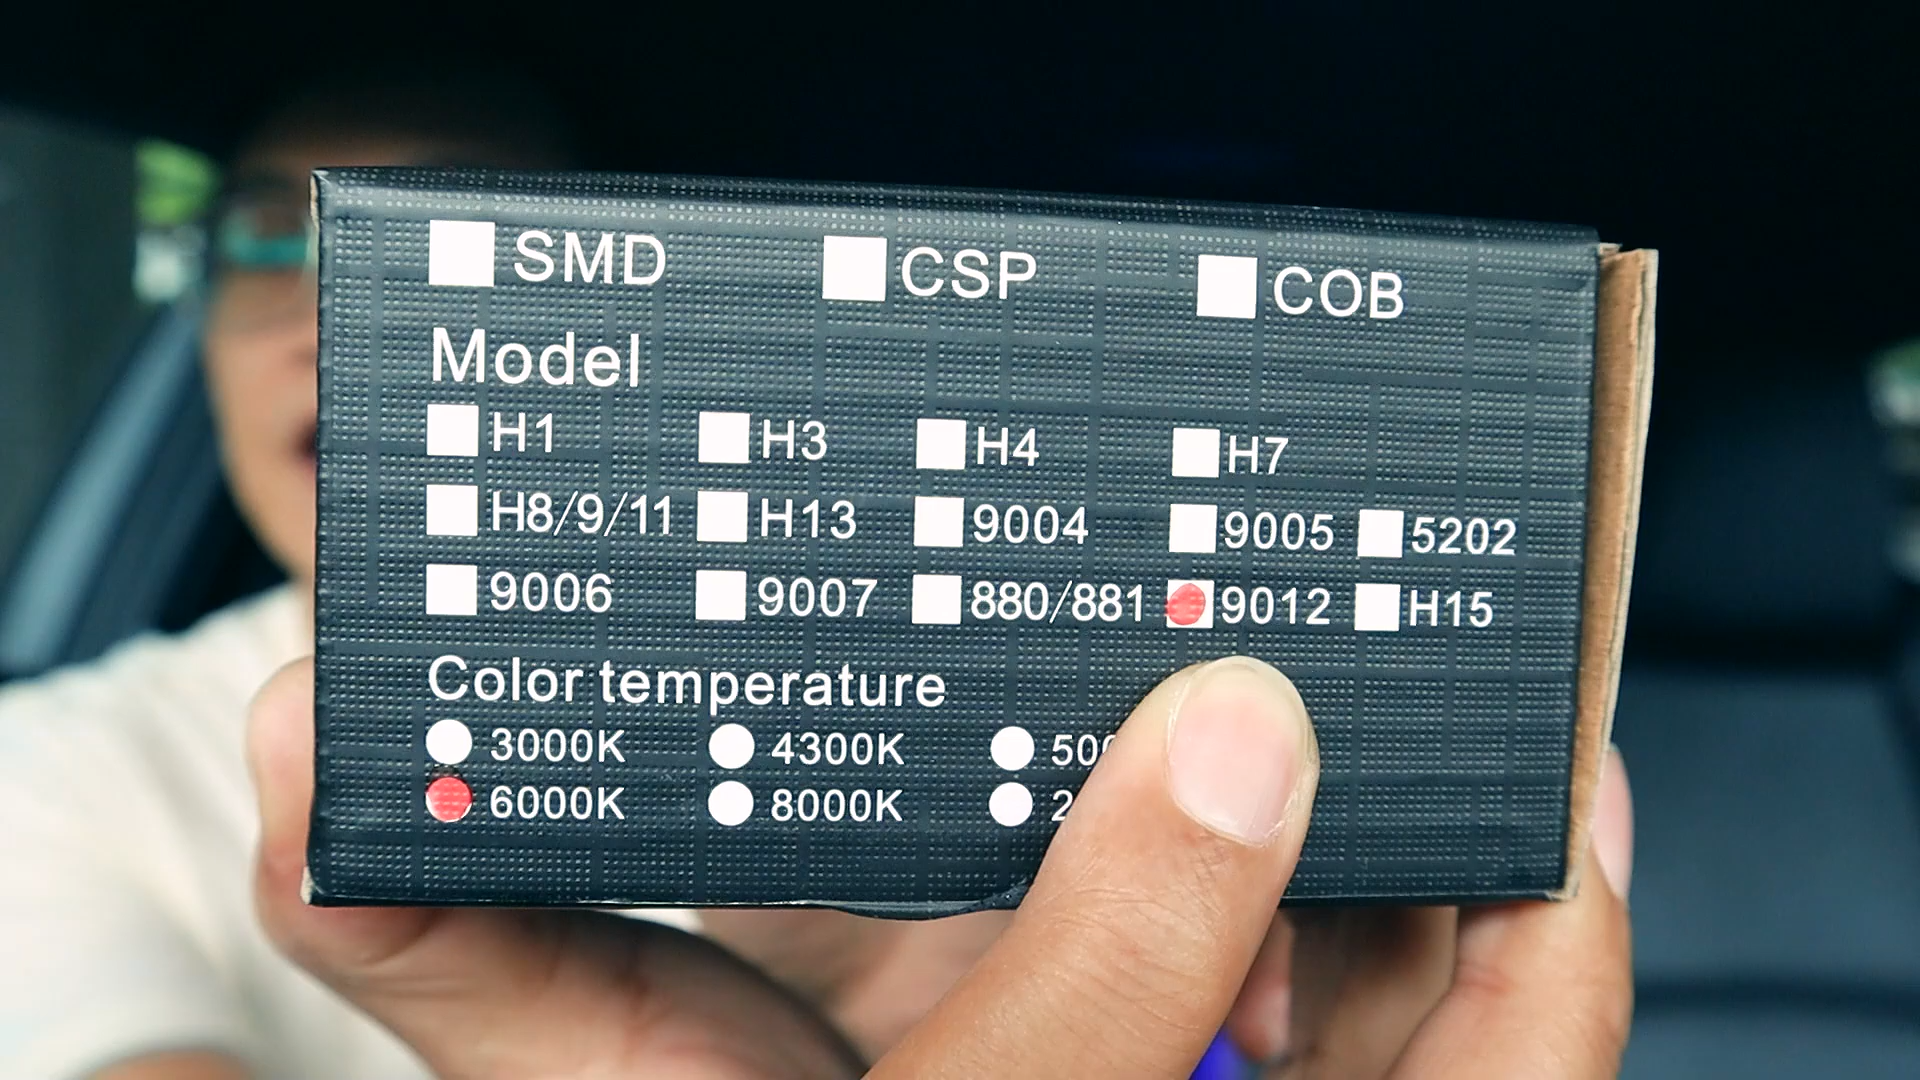 SMD CSP COB
Model
H1 H3 H4 H7
H8/9/11 H13 9004 9005 5202
9006 9007 880/881 9012 H15
Color temperature
3000K 4300K
6000K 8000K